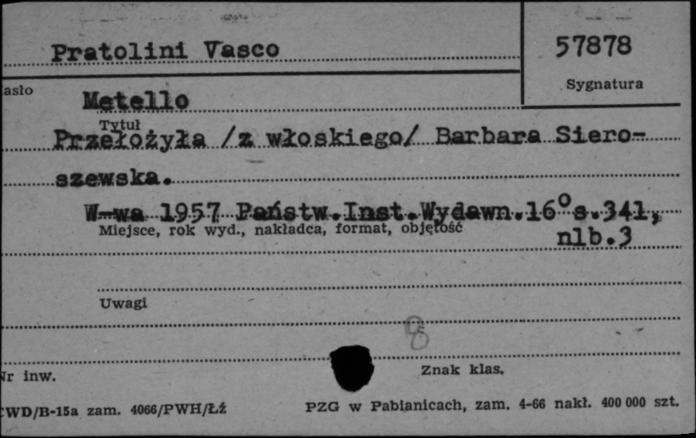 Pratolini Vasco
57878
asło
Sygnatura
Metello
Tytuł
Przełożyła /z włoskiego/ Barbara Siero-
szewska.
W-wa 1957 Państw.Inst.Wydawn.16° s.341,
Miejsce, rok wyd., nakładca, format, objętość
nlb.3
Uwagi
Nr inw.
Znak klas.
WD/B-15a zam. 4066/PWH/Łź
PZG w Pabianicach, zam. 4-66 nakł. 400 000 szt.